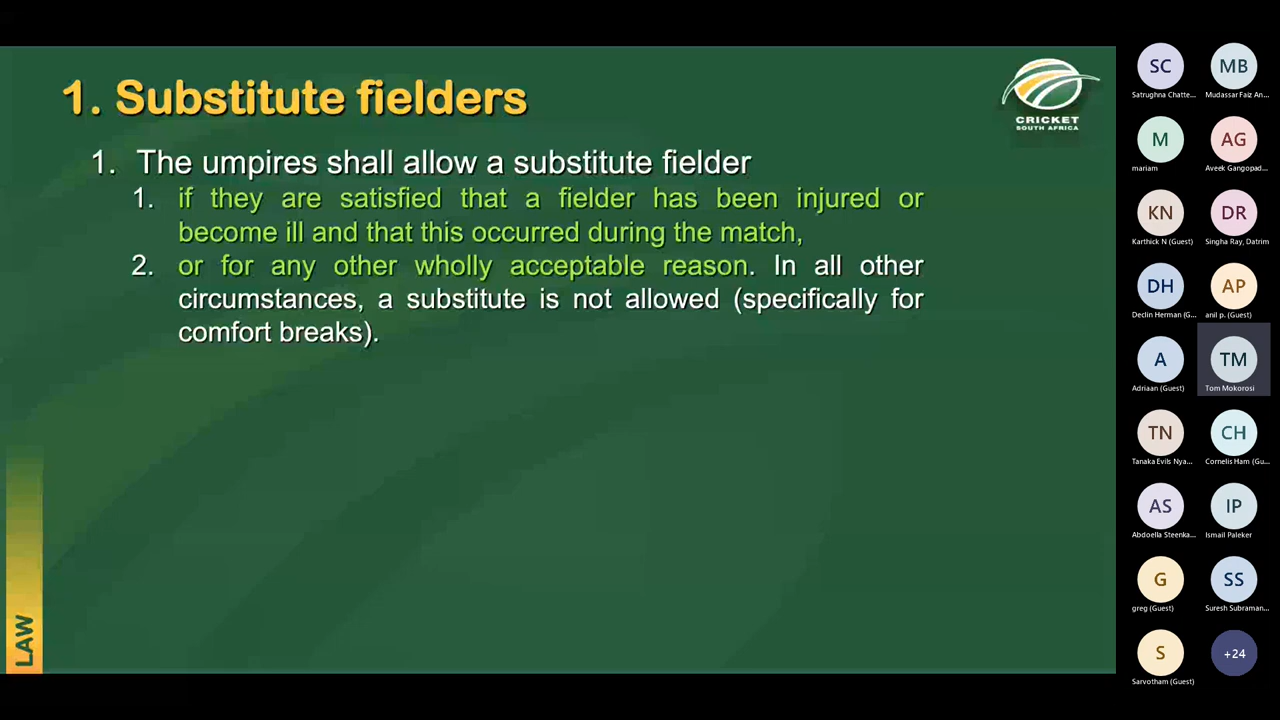 1. Substitute fielders
CRICKET
SOUTH AFRICA
1. The umpires shall allow a substitute fielder
1. if they are satisfied that a fielder has been injured or
become ill and that this occurred during the match,
2. or for any other wholly acceptable reason. In all other
circumstances, a substitute is not allowed (specifically for
comfort breaks).
LAW
SC MB
Satrughna Chatte... Mudassar Faiz An...
M AG
mariam Aveek Gangopad...
KN DR
Karthick N (Guest) Singha Ray, Datrim
DH AP
Declin Herman (G... anil p. (Guest)
A TM
Adriaan (Guest) Tom Mokorosi
TN CH
Tanaka Evils Nya... Cornelis Ham (Gu...
AS IP
Abdoella Steenka... Ismail Paleker
G SS
greg (Guest) Suresh Subraman...
S +24
Sarvotham (Guest)